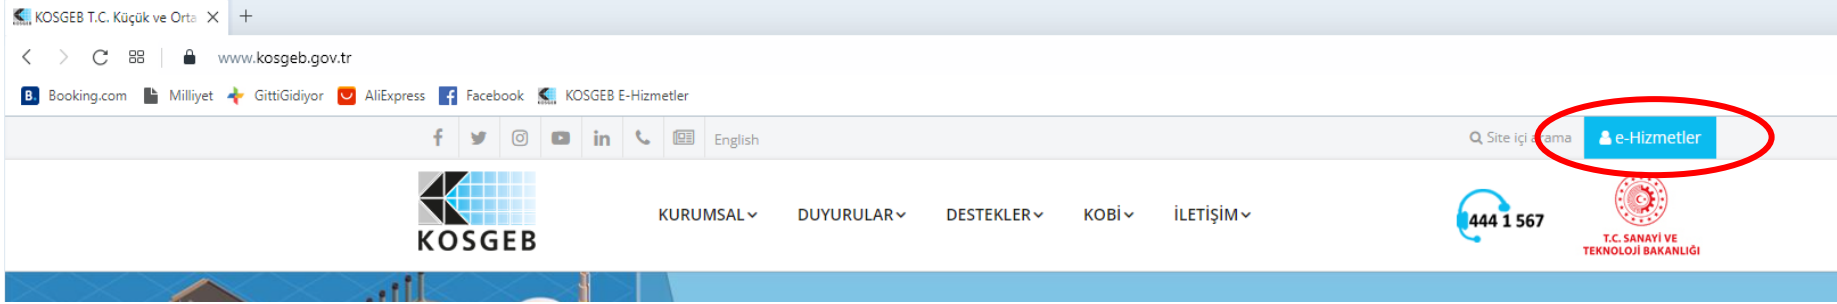 KOSGEB T.C. Küçük ve Orta
www.kosgeb.gov.tr
B. Booking.com Milliyet GittiGidiyor AliExpress Facebook KOSGEB E-Hizmetler
English Site içi arama e-Hizmetler
KOSGEB
KURUMSAL DUYURULAR DESTEKLER KOBİ İLETİŞİM
444 1 567
T.C. SANAYİ VE
TEKNOLOJİ BAKANLIĞI